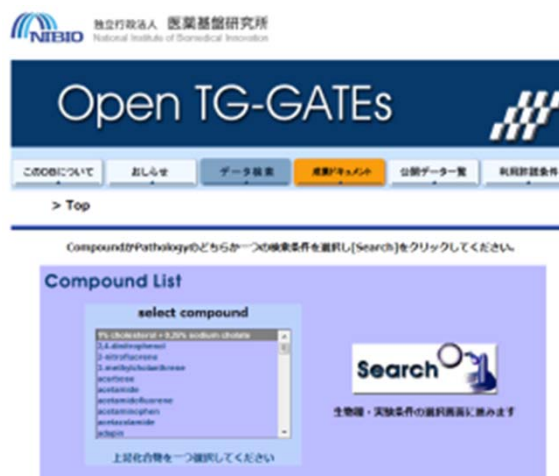 NIBIO
独立行政法人 医薬基盤研究所
National Institute of Biomedical Innovation
Open TG-GATEs
このDBについて
おしらせ
データ検索
成果ドキュメント
公開データ一覧
利用許諾条件
> Top
CompoundかPathologyのどちらか一つの検索条件を選択し[Search]をクリックしてください。
Compound List
select compound
1% cholesterol + 0.25% sodium cholate
2,4-dinitrophenol
2-nitrofluorene
3-methylcholanthrene
acarbose
acetamide
acetamidofluorene
acetaminophen
acetazolamide
adapin
上記化合物を一つ選択してください
Search
生物種・実験条件の選択画面に進みます